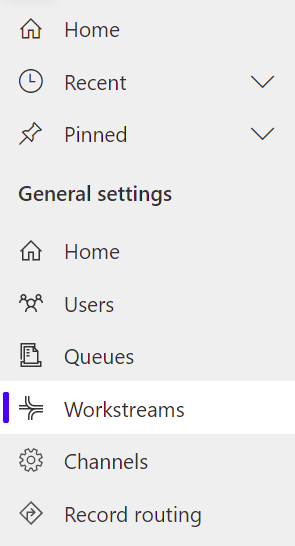 Home
Recent
Pinned
General settings
Home
Users
Queues
Workstreams
Channels
Record routing